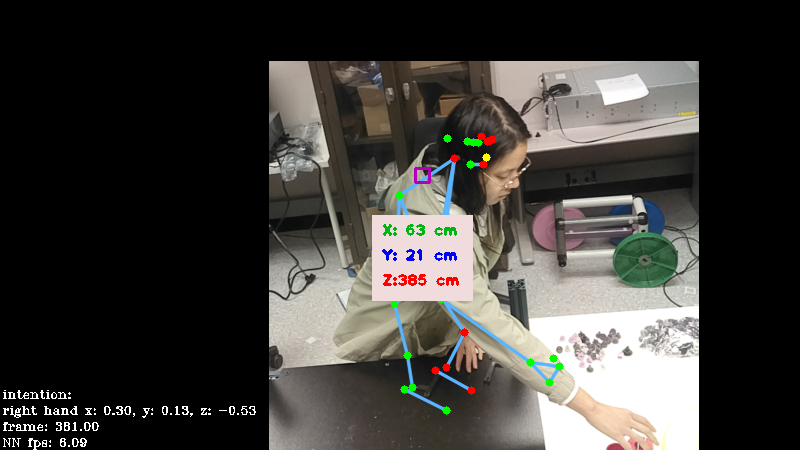 X: 63 cm
Y: 21 cm
Z:385 cm
intention:
right hand x: 0.30, y: 0.13, z: -0.53
frame: 381.00
NN fps: 6.09